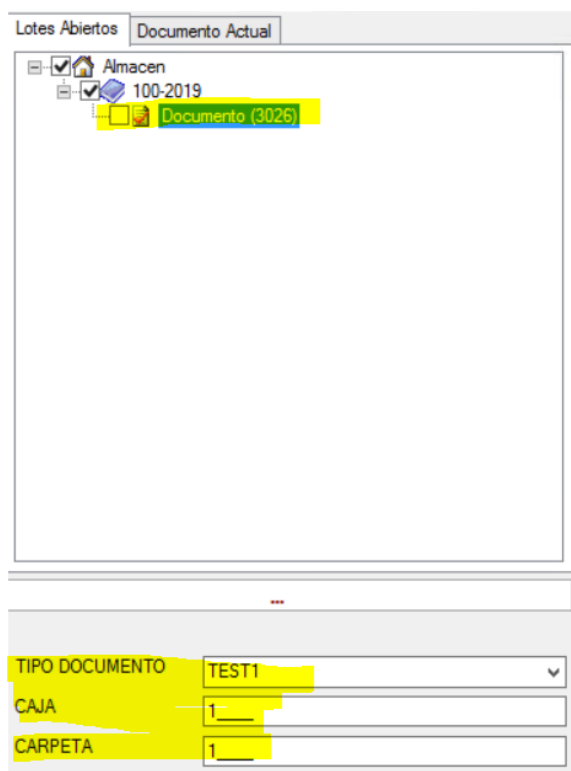 Lotes Abiertos Documento Actual
Almacen
100-2019
Documento (3026)
...
TIPO DOCUMENTO TEST1
CAJA 1____
CARPETA 1____